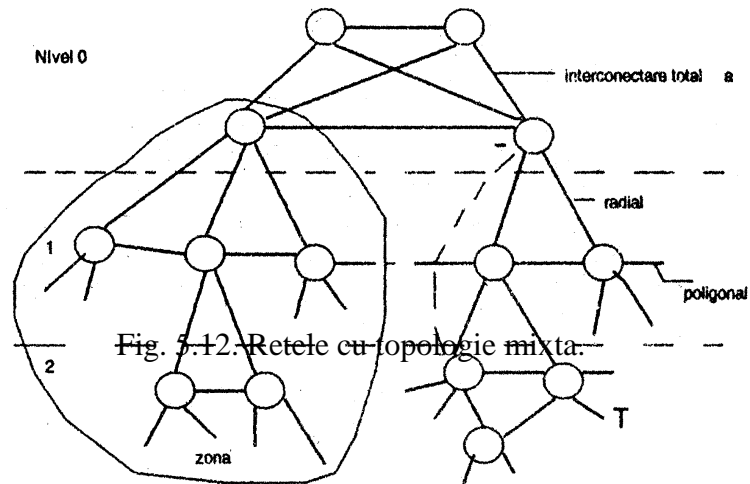 Nivel 0
interconectare total a
radial
1
poligonal
Fig. 5.12. Retele cu topologie mixta.
2
T
zona